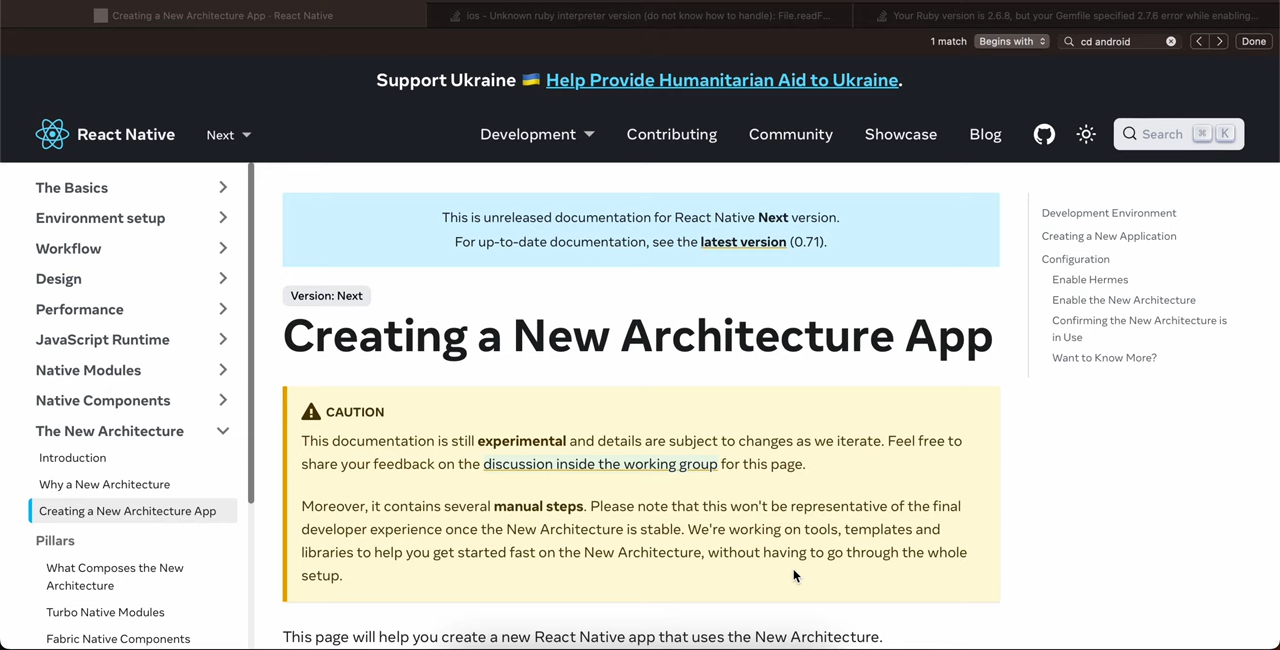 Creating a New Architecture App - React Native
ios - Unknown ruby interpreter version (do not know how to handle): File.readF...
Your Ruby version is 2.6.8, but your Gemfile specified 2.7.6 error while enabling...
1 match
Begins with
cd android
Done
Support Ukraine 🇺🇦 Help Provide Humanitarian Aid to Ukraine.
React Native
Next
Development
Contributing
Community
Showcase
Blog
Search ⌘ K
The Basics
Environment setup
Workflow
Design
Performance
JavaScript Runtime
Native Modules
Native Components
The New Architecture
Introduction
Why a New Architecture
Creating a New Architecture App
Pillars
What Composes the New
Architecture
Turbo Native Modules
Fabric Native Components
This is unreleased documentation for React Native Next version.
For up-to-date documentation, see the latest version (0.71).
Version: Next
Creating a New Architecture App
CAUTION
This documentation is still experimental and details are subject to changes as we iterate. Feel free to
share your feedback on the discussion inside the working group for this page.
Moreover, it contains several manual steps. Please note that this won't be representative of the final
developer experience once the New Architecture is stable. We're working on tools, templates and
libraries to help you get started fast on the New Architecture, without having to go through the whole
setup.
This page will help you create a new React Native app that uses the New Architecture.
Development Environment
Creating a New Application
Configuration
Enable Hermes
Enable the New Architecture
Confirming the New Architecture is
in Use
Want to Know More?